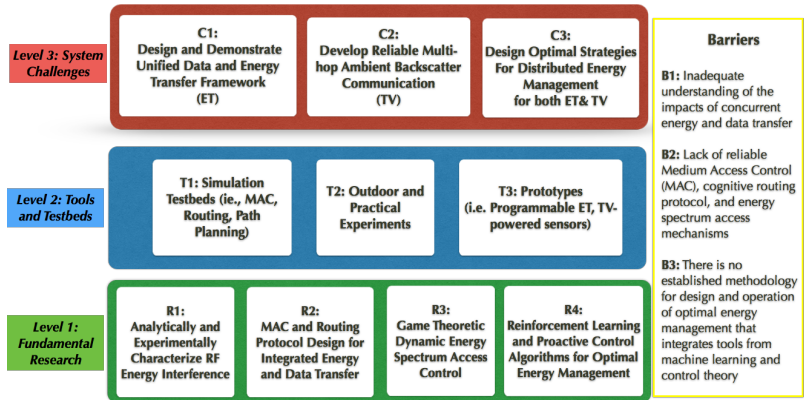 Level 3: System
Challenges
C1:
Design and Demonstrate
Unified Data and Energy
Transfer Framework
(ET)
C2:
Develop Reliable Multi-
hop Ambient Backscatter
Communication
(TV)
C3:
Design Optimal Strategies
For Distributed Energy
Management
for both ET& TV
Level 2: Tools
and Testbeds
T1: Simulation
Testbeds (ie., MAC,
Routing, Path
Planning)
T2: Outdoor and
Practical
Experiments
T3: Prototypes
(i.e. Programmable ET, TV-
powered sensors)
Level 1:
Fundamental
Research
R1:
Analytically and
Experimentally
Characterize RF
Energy Interference
R2:
MAC and Routing
Protocol Design for
Integrated Energy
and Data Transfer
R3:
Game Theoretic
Dynamic Energy
Spectrum Access
Control
R4:
Reinforcement Learning
and Proactive Control
Algorithms for Optimal
Energy Management
Barriers
B1: Inadequate
understanding of the
impacts of concurrent
energy and data transfer
B2: Lack of reliable
Medium Access Control
(MAC), cognitive routing
protocol, and energy
spectrum access
mechanisms
B3: There is no
established methodology
for design and operation
of optimal energy
management that
integrates tools from
machine learning and
control theory